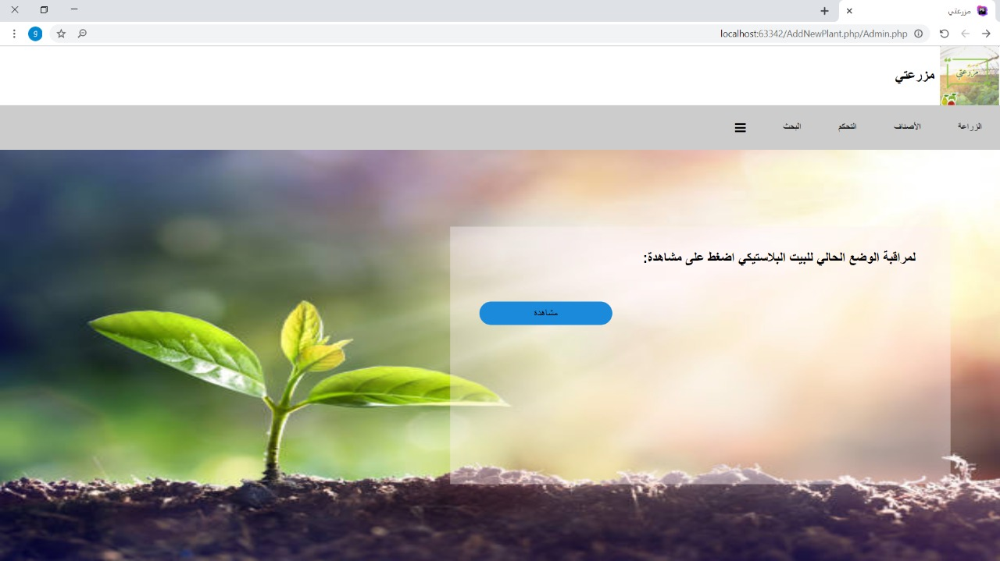 مزرعتي
localhost:63342/AddNewPlant.php/Admin.php
g
مزرعتي
مزرعتي
الزراعة
الأصناف
التحكم
البحث
لمراقبة الوضع الحالي للبيت البلاستيكي اضغط على مشاهدة:
مشاهدة